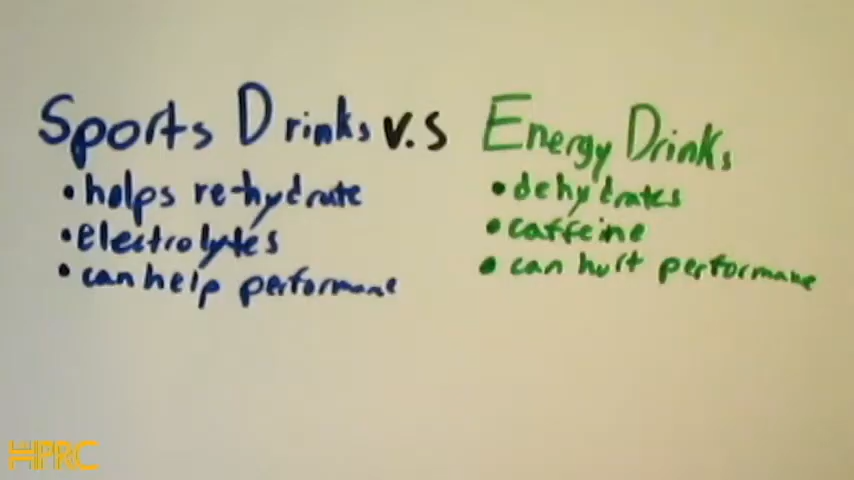 Sports Drinks v.s Energy Drinks
• helps re-hydrate
• Electrolytes
• can help performance
• dehydrates
• caffeine
• can hurt performance
HPRC